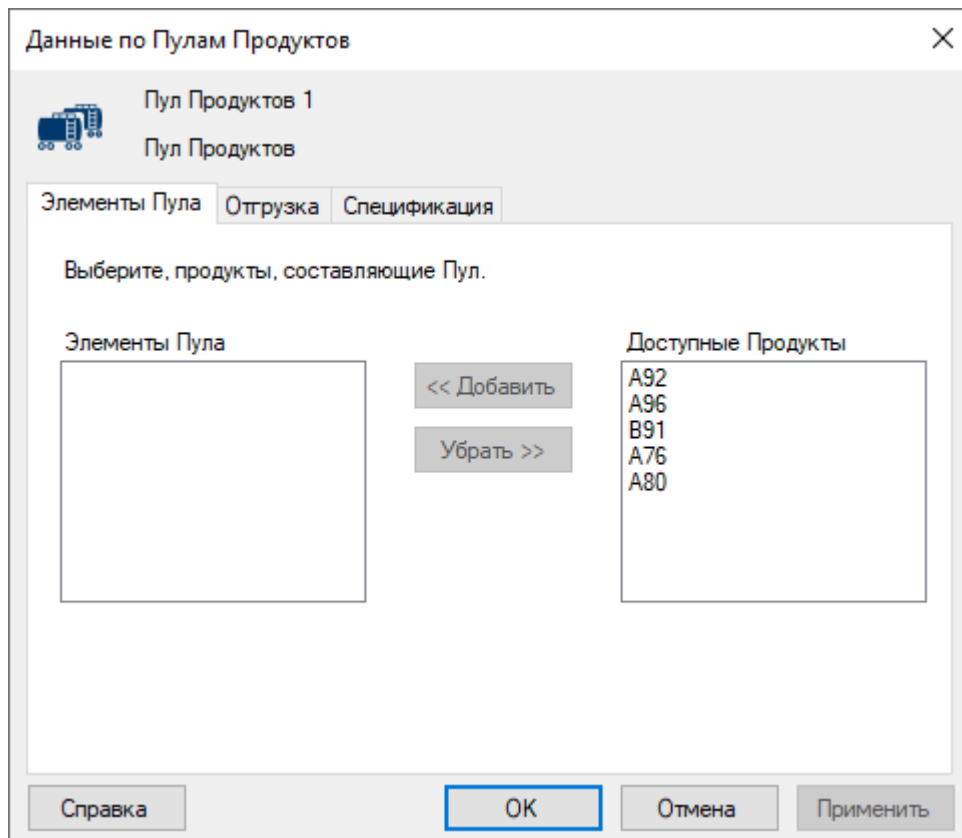 Данные по Пулам Продуктов
Пул Продуктов 1
Пул Продуктов
Элементы Пула Отгрузка Спецификация
Выберите, продукты, составляющие Пул.
Элементы Пула Доступные Продукты
<< Добавить
Убрать >>
A92
A96
B91
A76
A80
Справка OK Отмена Применить